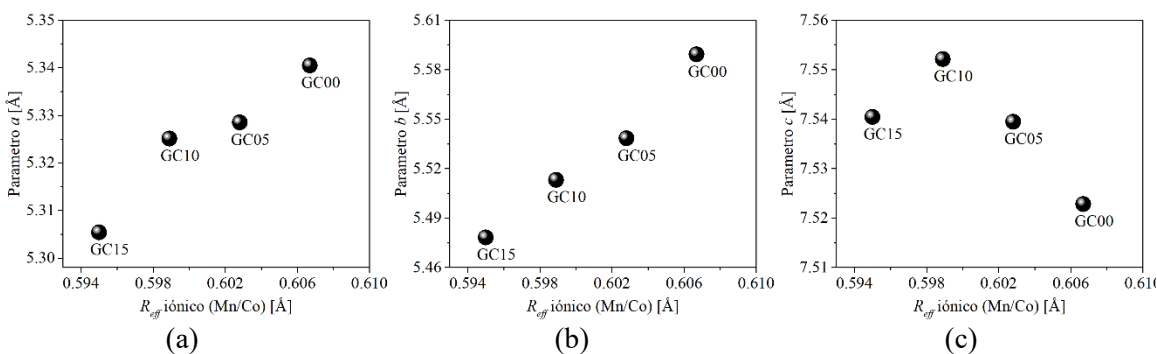 5.35
5.34
5.33
5.32
5.31
5.30
Parametro a [Å]
GC00
GC05
GC10
GC15
0.594 0.598 0.602 0.606 0.610
R_eff iónico (Mn/Co) [Å]
(a)
5.61
5.58
5.55
5.52
5.49
5.46
Parametro b [Å]
GC00
GC05
GC10
GC15
0.594 0.598 0.602 0.606 0.610
R_eff iónico (Mn/Co) [Å]
(b)
7.56
7.55
7.54
7.53
7.52
7.51
Parametro c [Å]
GC10
GC15
GC05
GC00
0.594 0.598 0.602 0.606 0.610
R_eff iónico (Mn/Co) [Å]
(c)